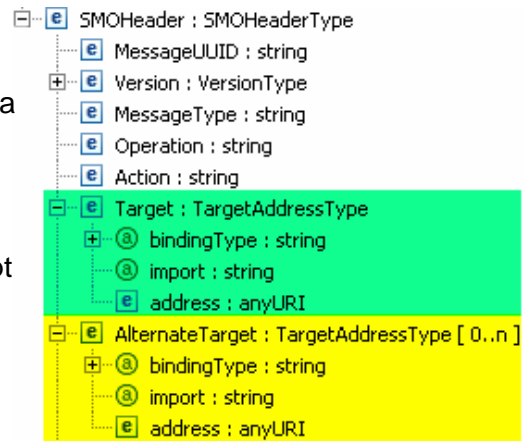 SMOHeader : SMOHeaderType
e MessageUUID : string
e Version : VersionType
a
e MessageType : string
e Operation : string
e Action : string
e Target : TargetAddressType
a bindingType : string
ot
a import : string
e address : anyURI
e AlternateTarget : TargetAddressType [ 0..n ]
a bindingType : string
a import : string
e address : anyURI